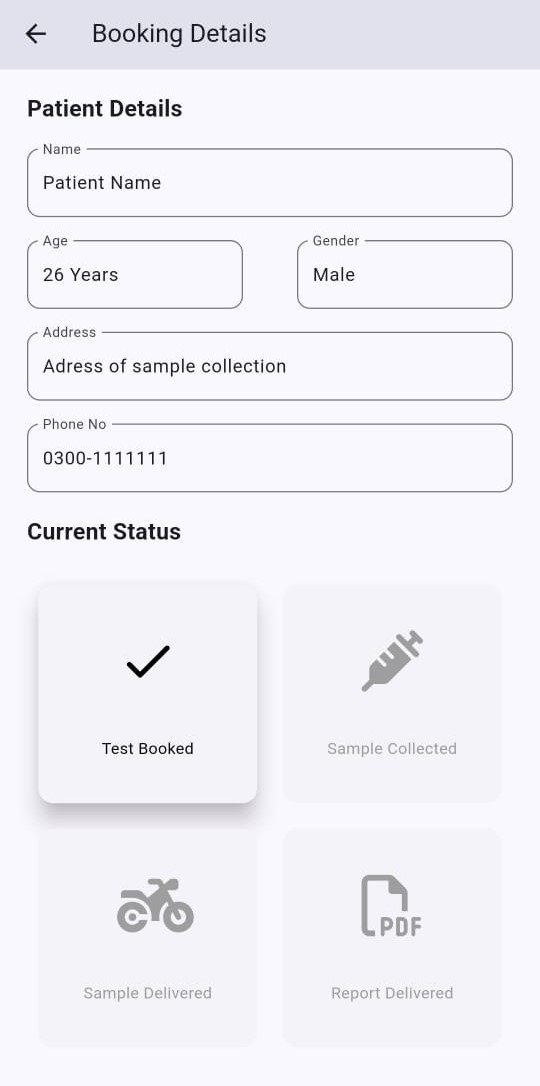 Booking Details
Patient Details
Name
Patient Name
Age
26 Years
Gender
Male
Address
Adress of sample collection
Phone No
0300-1111111
Current Status
Test Booked
Sample Collected
PDF
Sample Delivered
Report Delivered